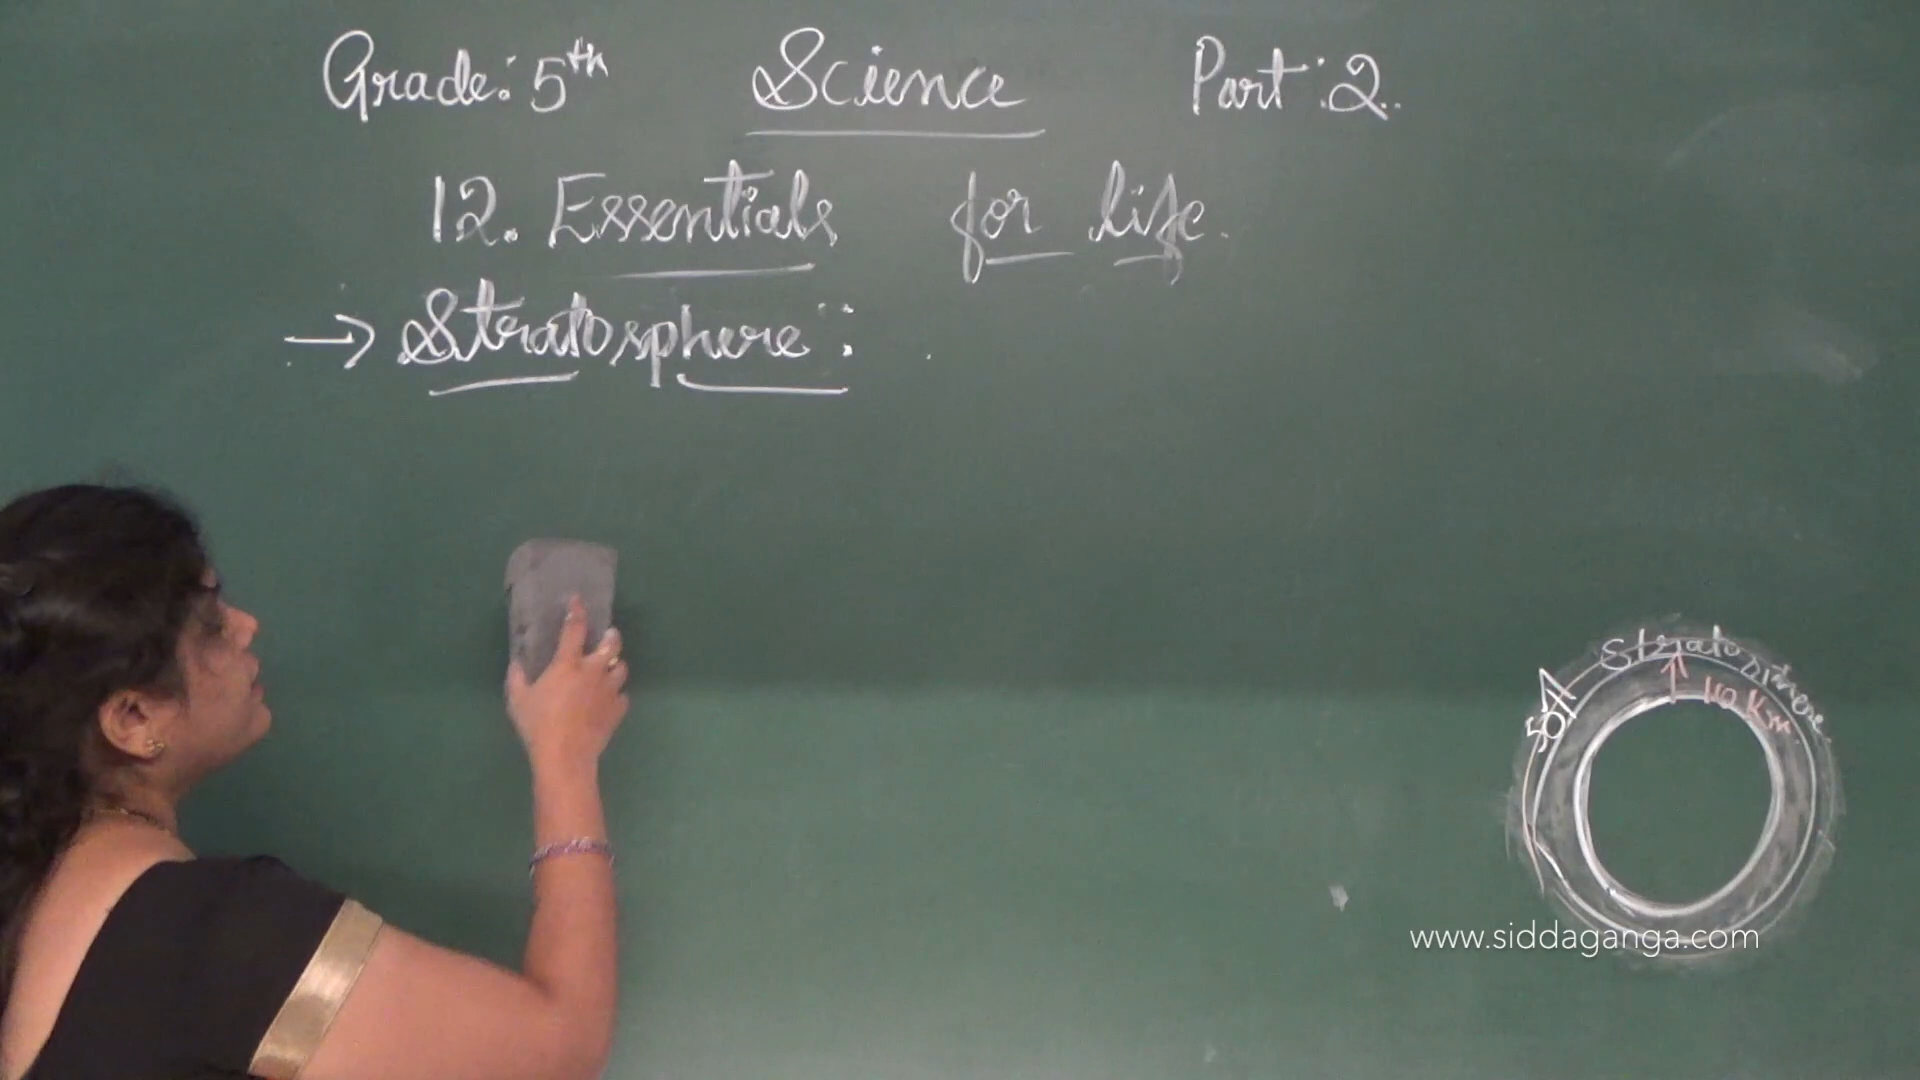 Grade: 5th Science Part: 2.
12. Essentials for life.
→ Stratosphere:
Stratosphere
10 Km
50
www.siddaganga.com